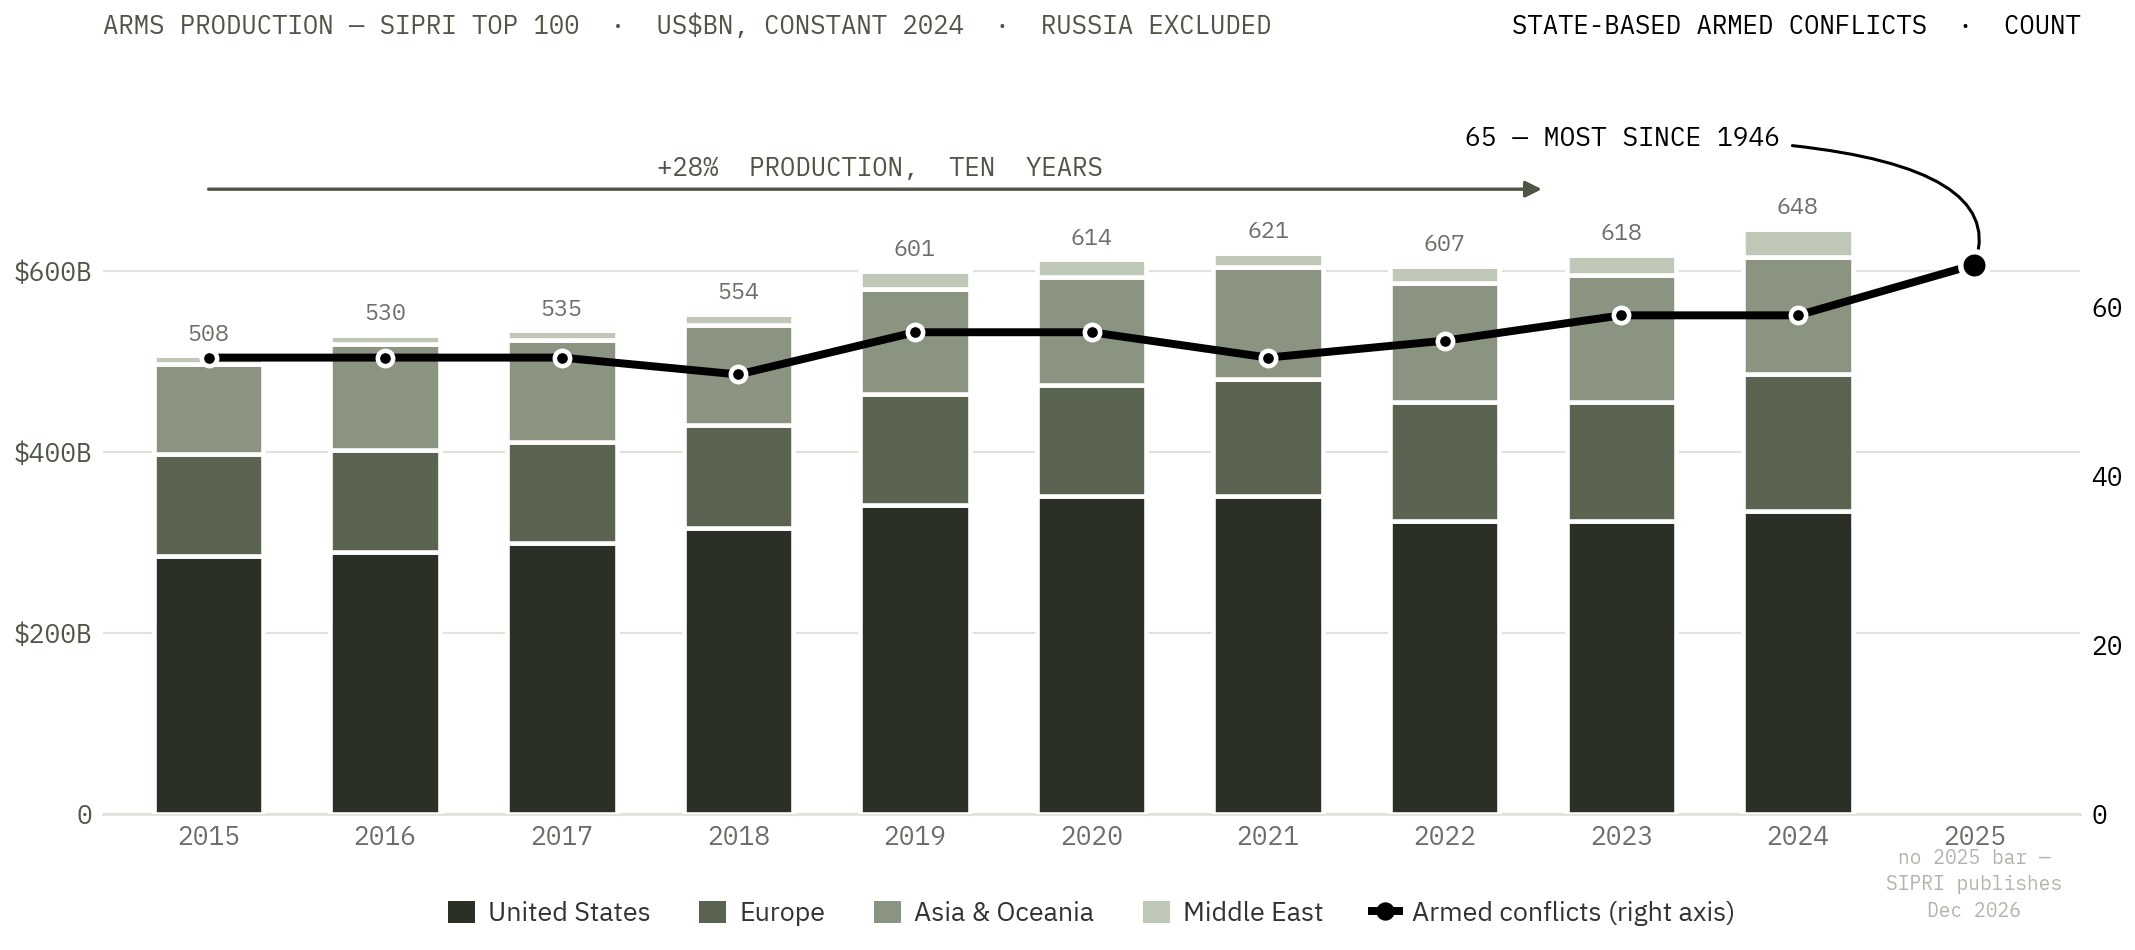 ARMS PRODUCTION — SIPRI TOP 100 · US$BN, CONSTANT 2024 · RUSSIA EXCLUDED
STATE-BASED ARMED CONFLICTS · COUNT
65 — MOST SINCE 1946
+28% PRODUCTION, TEN YEARS
508
530
535
554
601
614
621
607
618
648
$600B
$400B
$200B
0
60
40
20
0
2015
2016
2017
2018
2019
2020
2021
2022
2023
2024
2025
no 2025 bar —
SIPRI publishes
Dec 2026
United States
Europe
Asia & Oceania
Middle East
Armed conflicts (right axis)